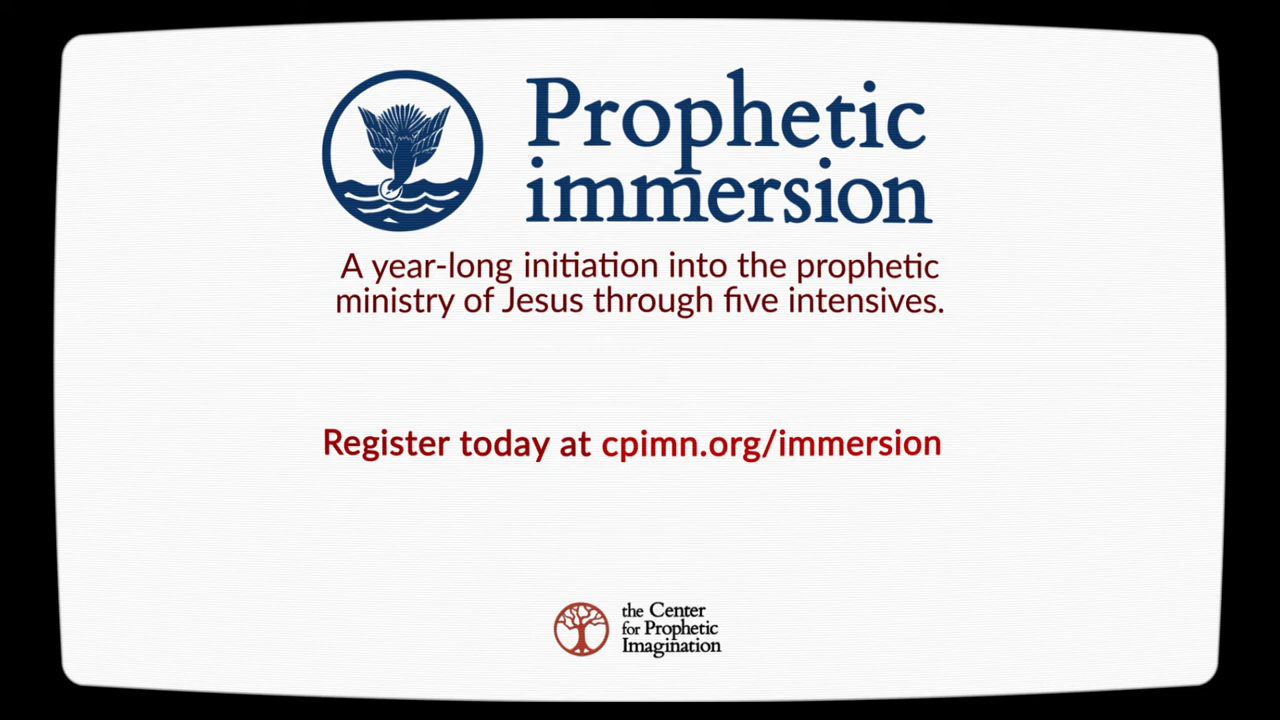 Prophetic
immersion
A year-long initiation into the prophetic
ministry of Jesus through five intensives.
Register today at cpimn.org/immersion
the Center
for Prophetic
Imagination